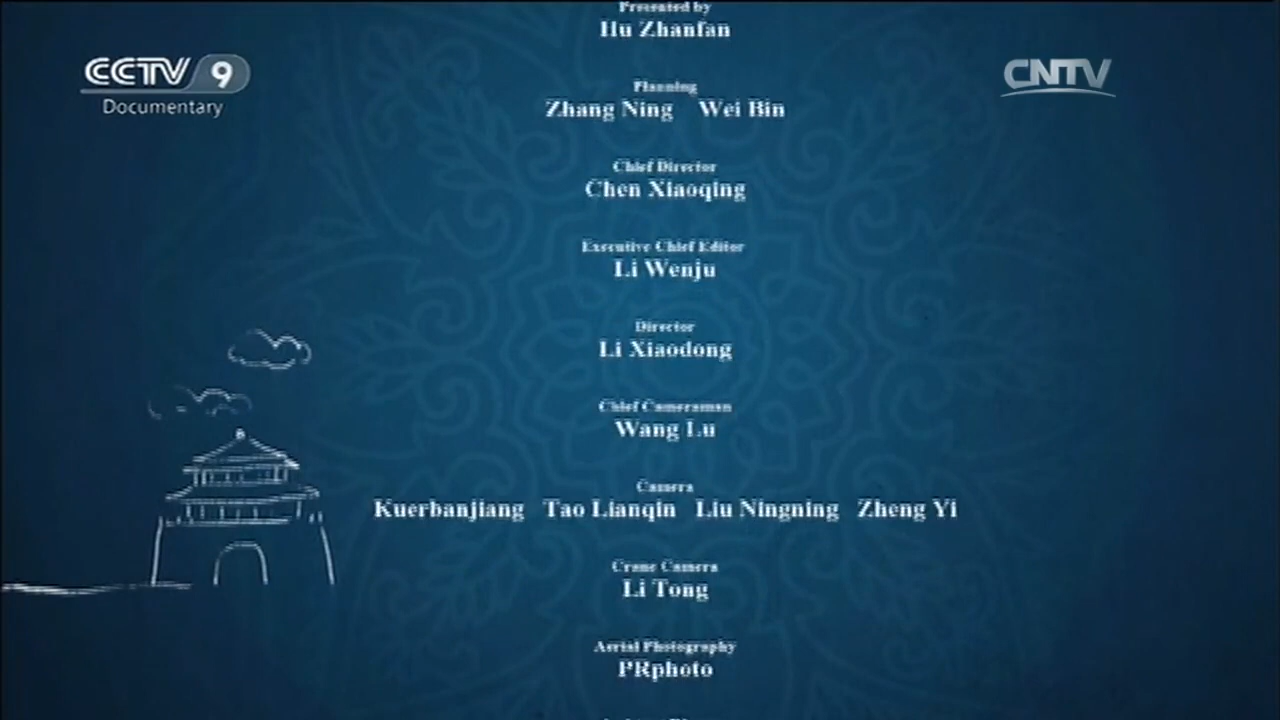 Presented by
Hu Zhanfan
CCTV 9
Documentary
CNTV
Planning
Zhang Ning Wei Bin
Chief Director
Chen Xiaoqing
Executive Chief Editor
Li Wenju
Director
Li Xiaodong
Chief Cameraman
Wang Lu
Camera
Kuerbanjiang Tao Lianqin Liu Ningning Zheng Yi
Crane Camera
Li Tong
Aerial Photography
PRphoto